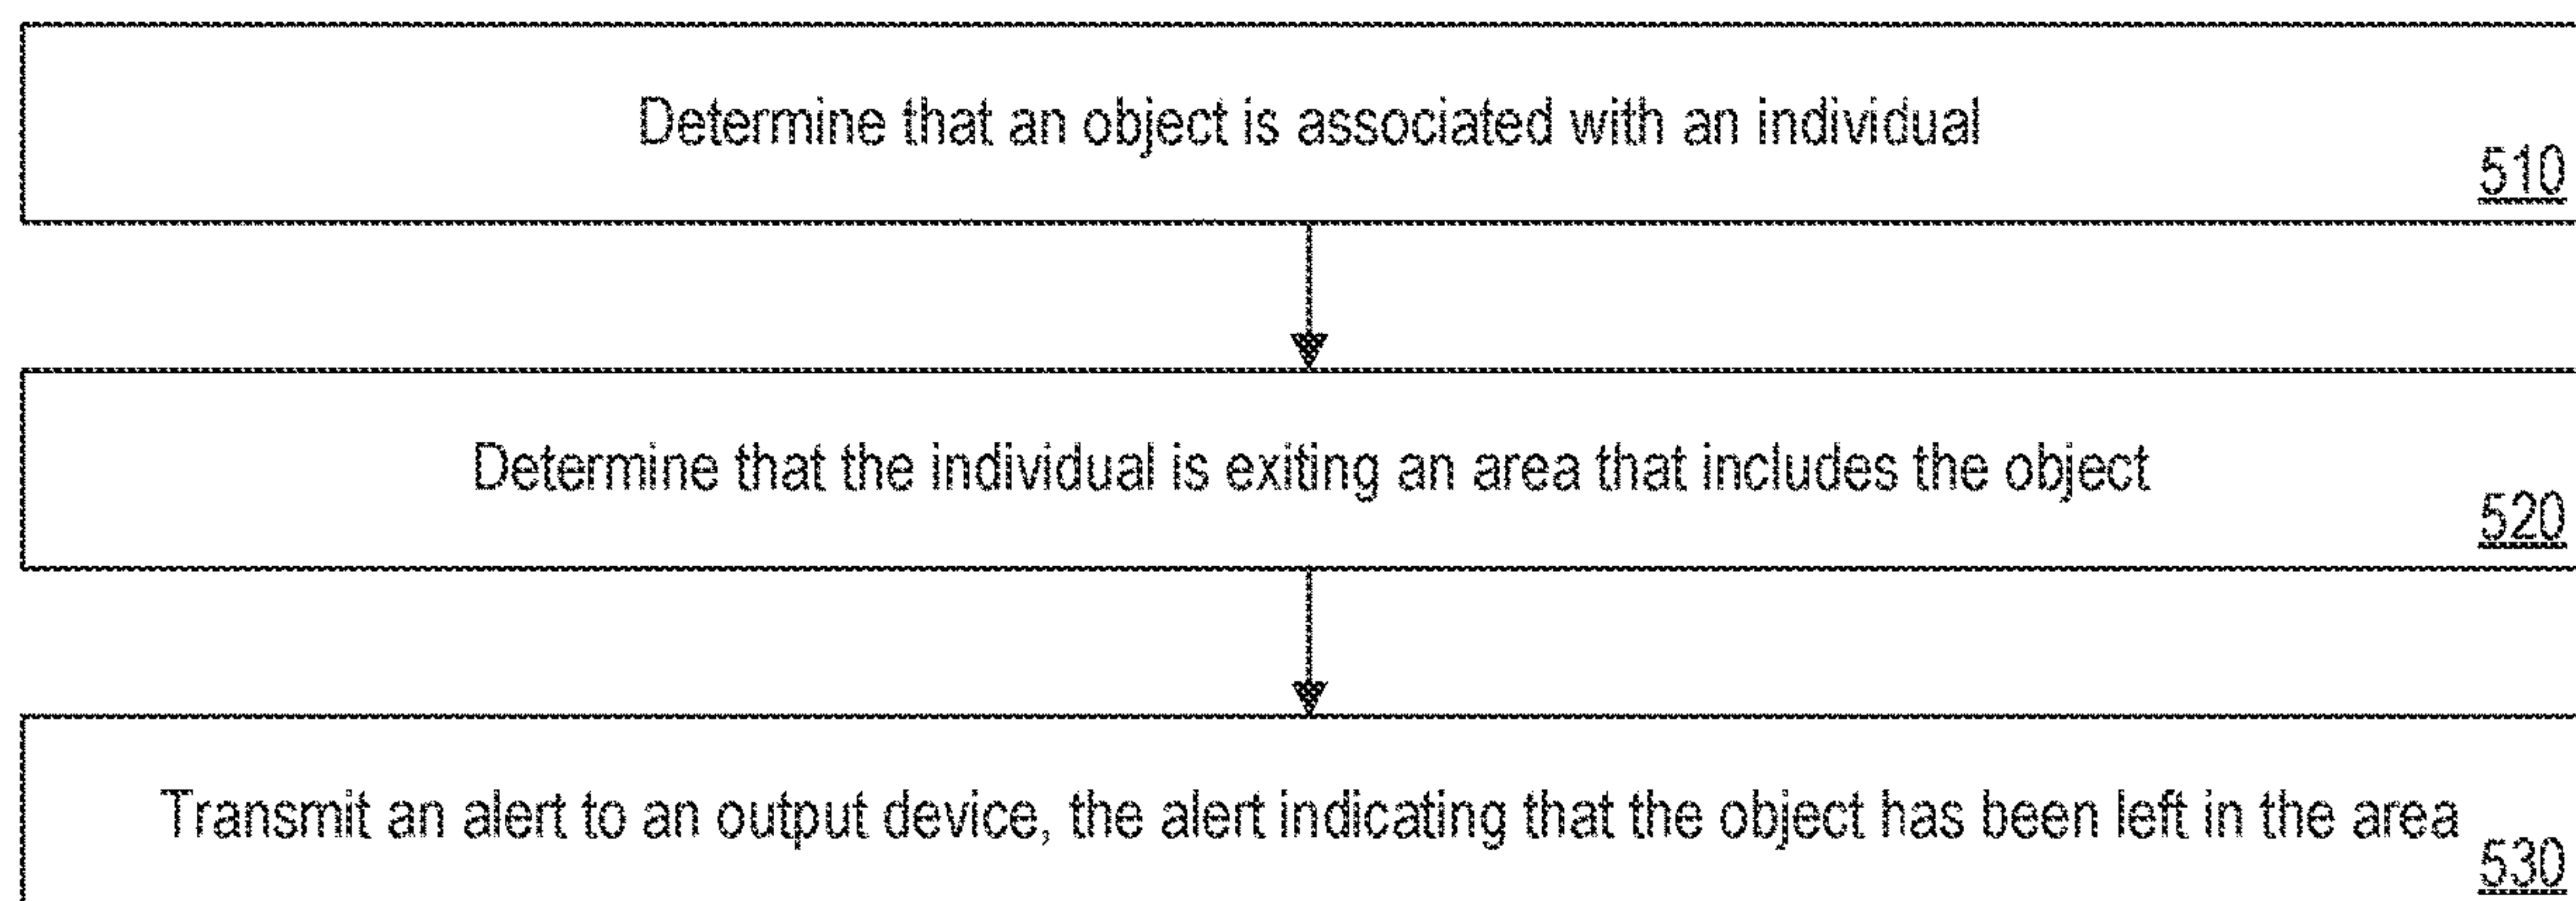 Determine that an object is associated with an individual
510
Determine that the individual is exiting an area that includes the object
520
Transmit an alert to an output device, the alert indicating that the object has been left in the area
530